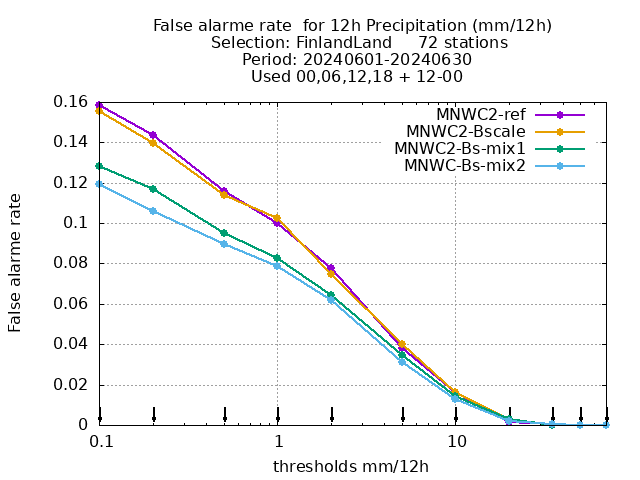 False alarme rate  for 12h Precipitation (mm/12h)
Selection: FinlandLand     72 stations
Period: 20240601-20240630
Used 00,06,12,18 + 12-00
MNWC2-ref
MNWC2-Bscale
MNWC2-Bs-mix1
MNWC-Bs-mix2
False alarme rate
0.16
0.14
0.12
0.1
0.08
0.06
0.04
0.02
0
0.1
1
10
thresholds mm/12h